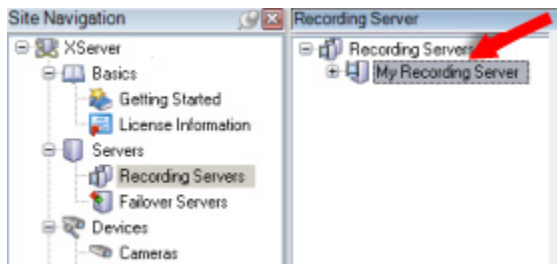 Site Navigation
XServer
Basics
Getting Started
License Information
Servers
Recording Servers
Failover Servers
Devices
Cameras
Recording Server
Recording Servers
My Recording Server